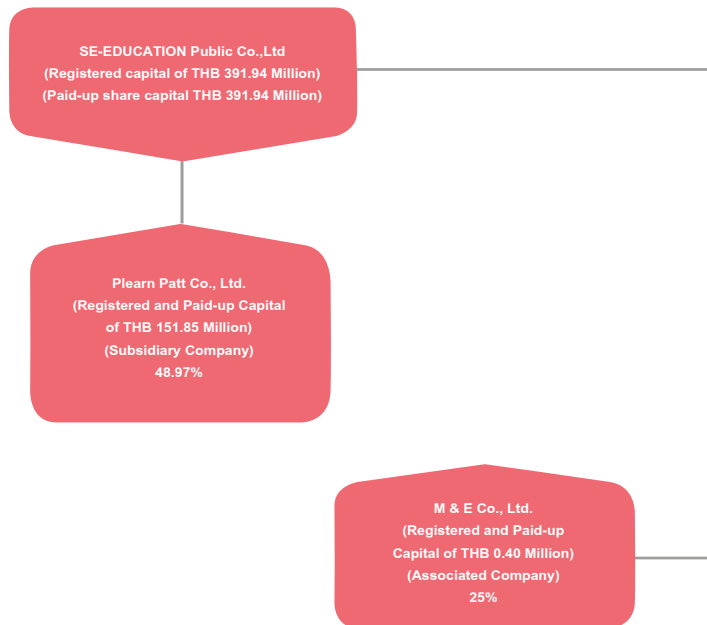 SE-EDUCATION Public Co.,Ltd
(Registered capital of THB 391.94 Million)
(Paid-up share capital THB 391.94 Million)
Plearn Patt Co., Ltd.
(Registered and Paid-up Capital
of THB 151.85 Million)
(Subsidiary Company)
48.97%
M & E Co., Ltd.
(Registered and Paid-up
Capital of THB 0.40 Million)
(Associated Company)
25%